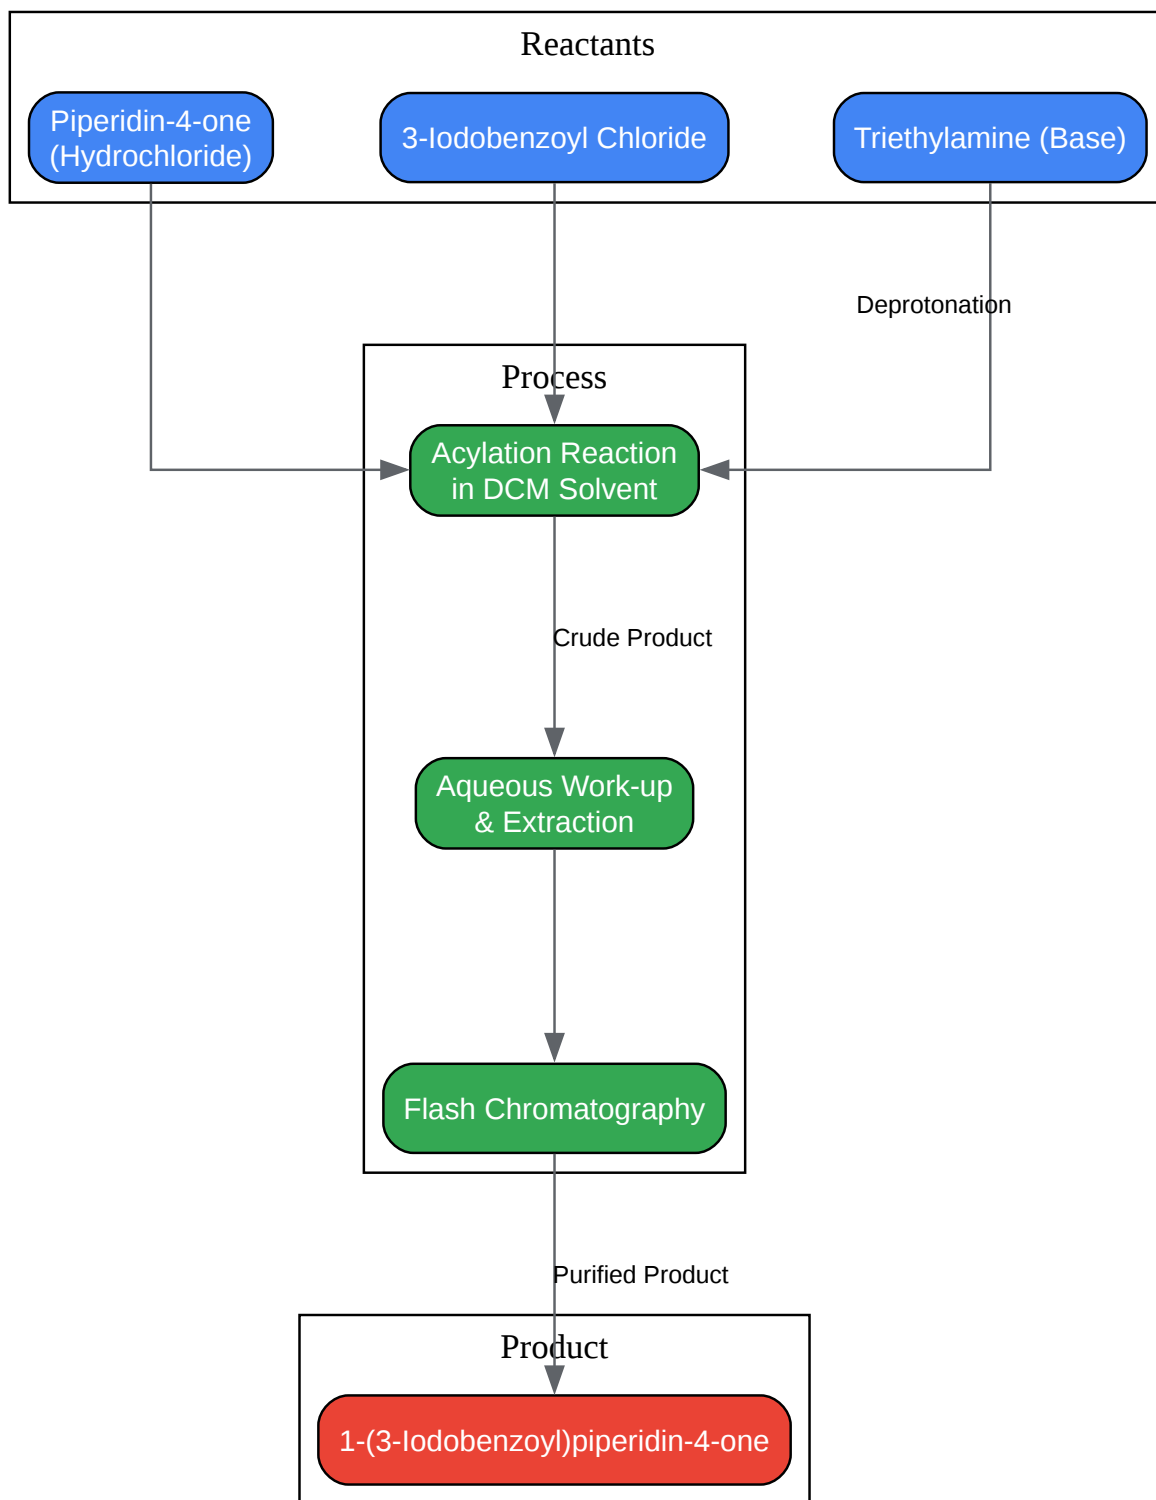 Reactants
Piperidin-4-one
(Hydrochloride)
3-Iodobenzoyl Chloride
Triethylamine (Base)
Deprotonation
Process
Acylation Reaction
in DCM Solvent
Crude Product
Aqueous Work-up
& Extraction
Flash Chromatography
Purified Product
Product
1-(3-Iodobenzoyl)piperidin-4-one